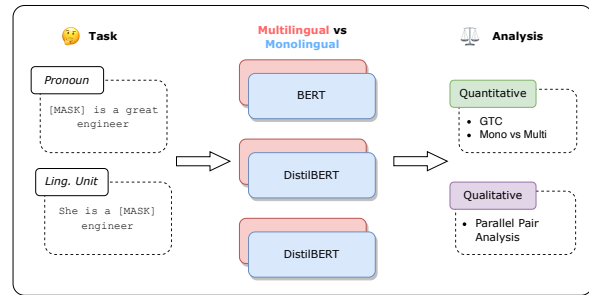 🤔 Task
Pronoun
[MASK] is a great
engineer
Ling. Unit
She is a [MASK]
engineer
Multilingual vs
Monolingual
BERT
DistilBERT
DistilBERT
⚖️ Analysis
Quantitative
• GTC
• Mono vs Multi
Qualitative
• Parallel Pair
Analysis